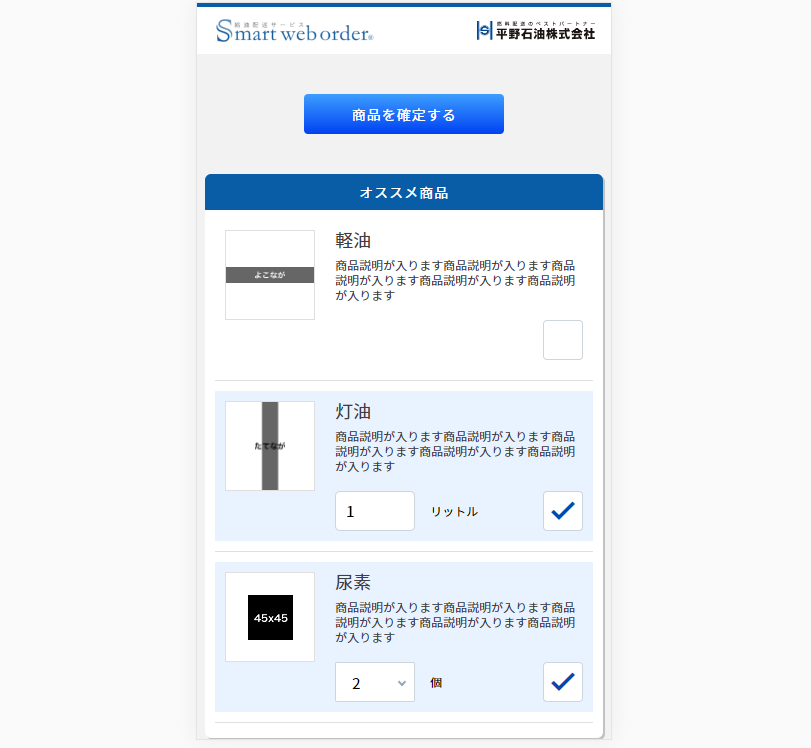 給油配送サービス
Smart web order®
燃料配送のベストパートナー
平野石油株式会社
商品を確定する
オススメ商品
よこなが
軽油
商品説明が入ります商品説明が入ります商品
説明が入ります商品説明が入ります商品説明
が入ります
たてなが
灯油
商品説明が入ります商品説明が入ります商品
説明が入ります商品説明が入ります商品説明
が入ります
1
リットル
45x45
尿素
商品説明が入ります商品説明が入ります商品
説明が入ります商品説明が入ります商品説明
が入ります
2
個